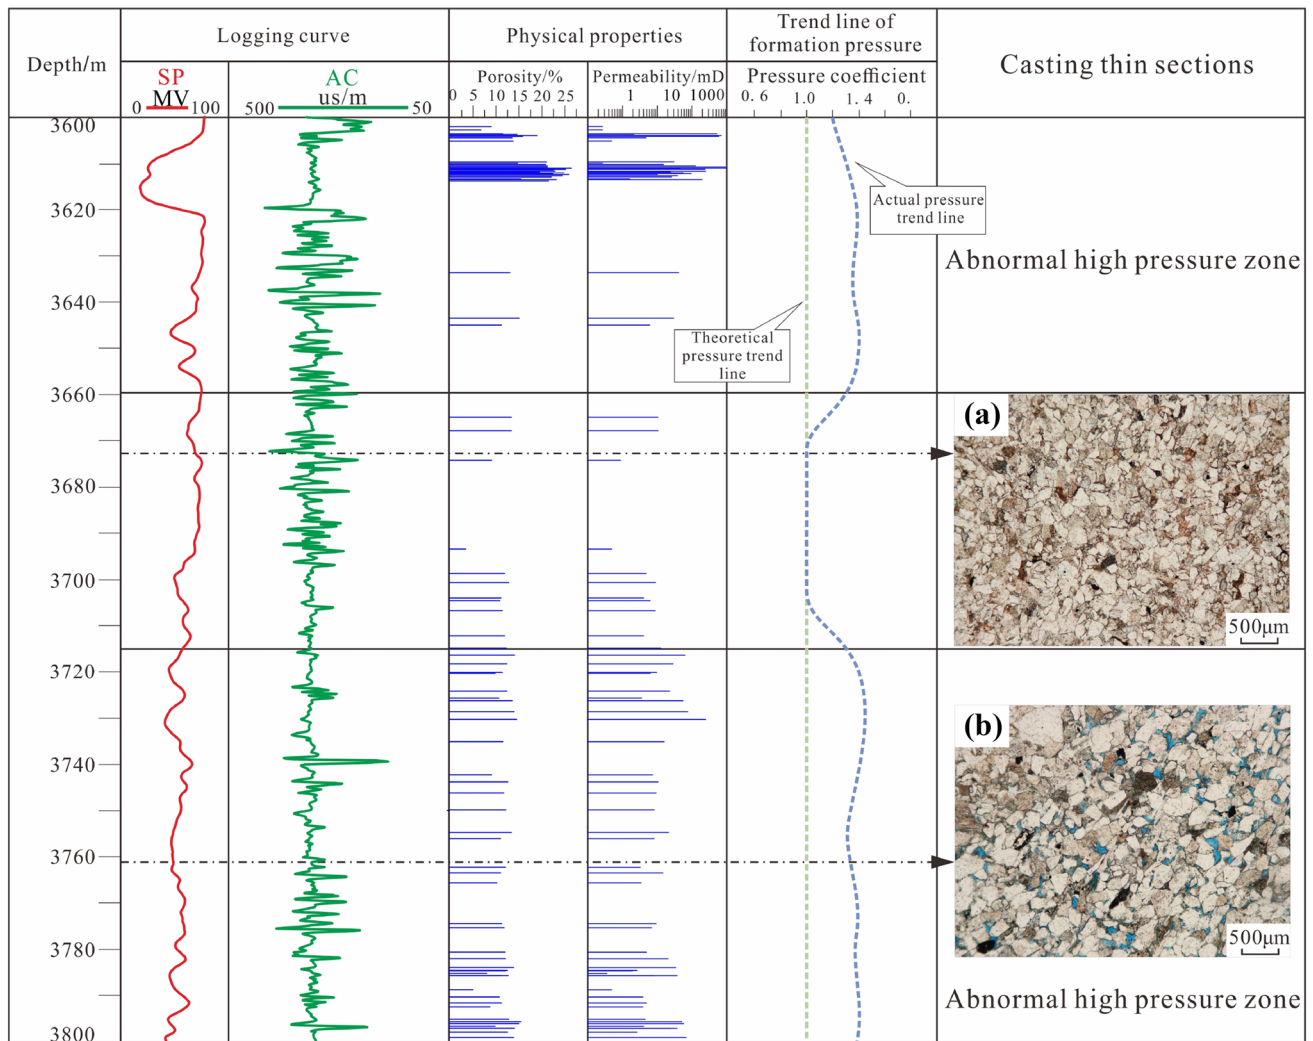 Depth/m
Logging curve
Physical properties
Trend line of
formation pressure
Casting thin sections
SP
MV
0 100
AC
us/m
500 50
Porosity/%
0 5 10 15 20 25
Permeability/mD
1 10 1000
Pressure coefficient
0.6 1.0 1.4 0.
3600
3620
3640
3660
3680
3700
3720
3740
3760
3780
3800
Actual pressure
trend line
Theoretical
pressure trend
line
Abnormal high pressure zone
(a)
500μm
(b)
500μm
Abnormal high pressure zone